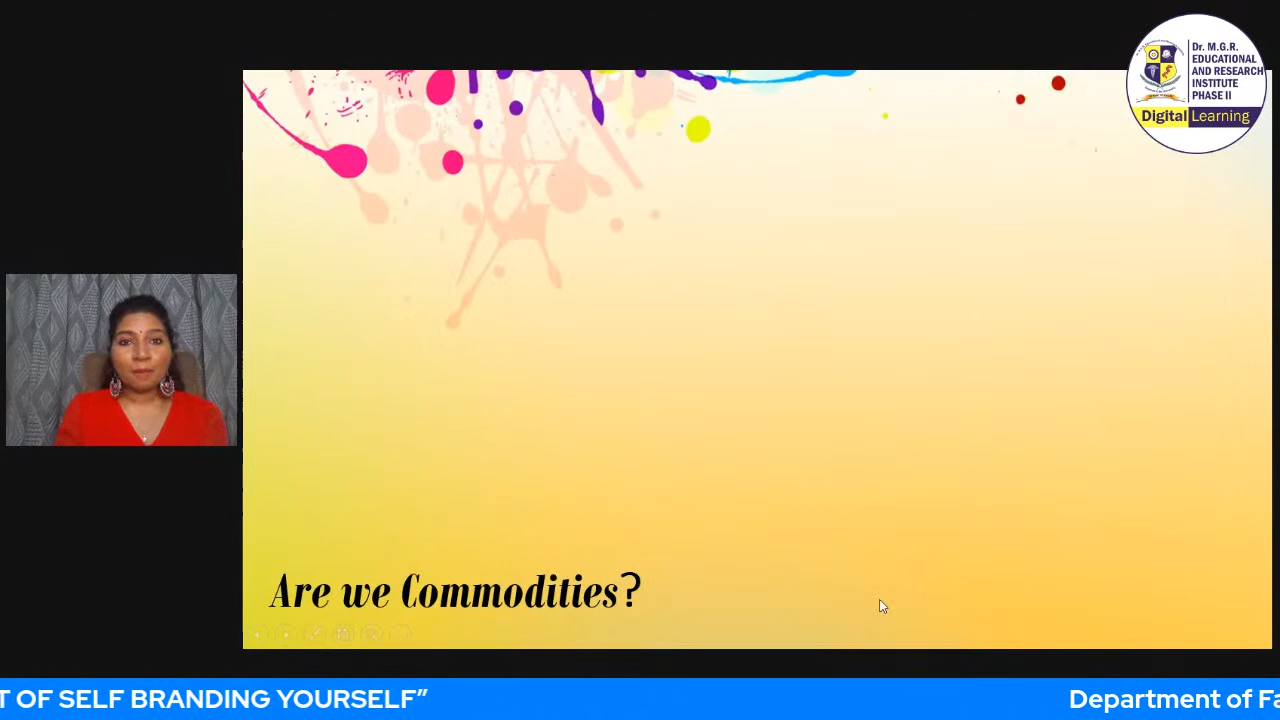 Dr. M.G.R.
EDUCATIONAL
AND RESEARCH
INSTITUTE
PHASE II
Digital Learning
Are we Commodities?
T OF SELF BRANDING YOURSELF”
Department of Fa